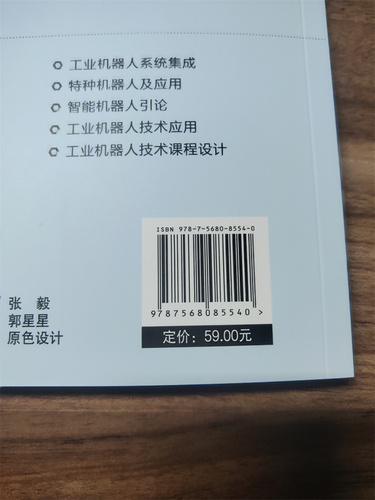 工业机器人系统集成
特种机器人及应用
智能机器人引论
工业机器人技术应用
工业机器人技术课程设计
ISBN 978-7-5680-8554-0
9787568085540>
定价：59.00元
张 毅
郭星星
原色设计